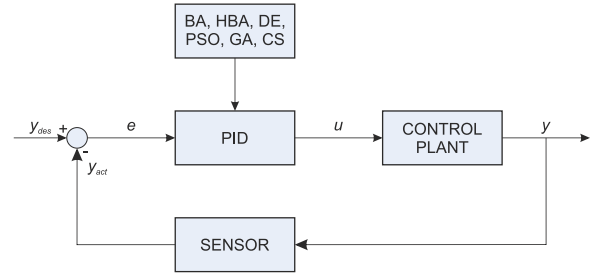 BA, HBA, DE,
PSO, GA, CS
y_des + e PID u CONTROL PLANT y
-
y_act
SENSOR